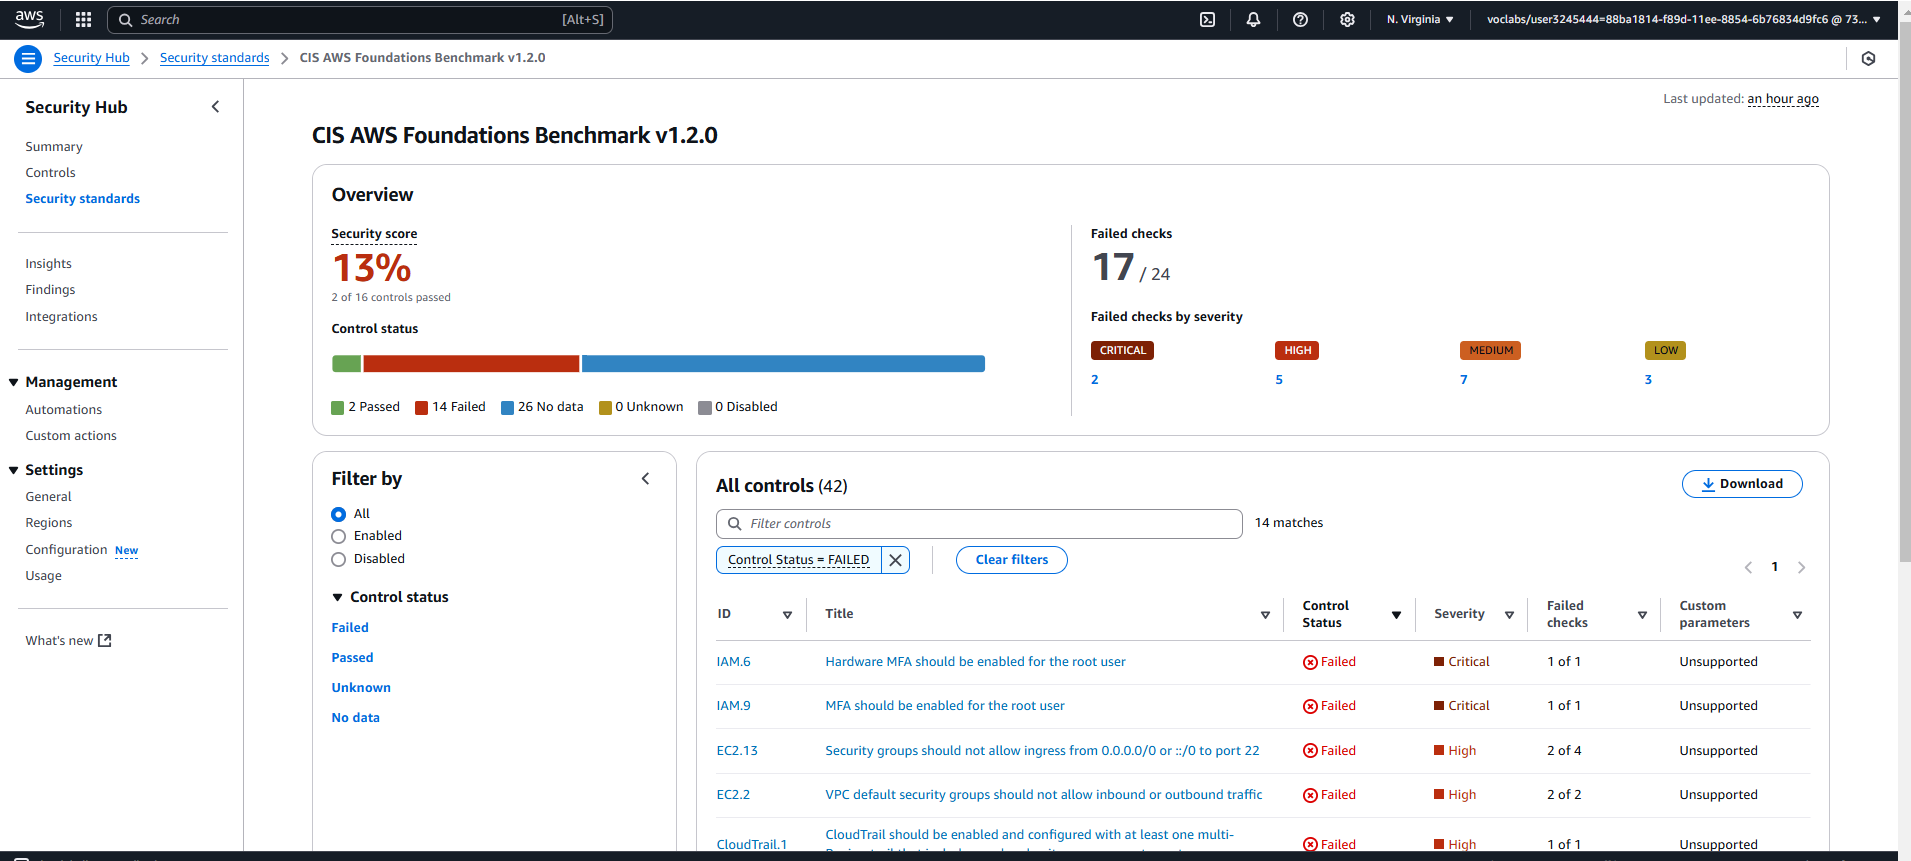 aws
Search [Alt+S]
N. Virginia
voclabs/user3245444=88ba1814-f89d-11ee-8854-6b76834d9fc6 @ 73...
Security Hub
Security standards
CIS AWS Foundations Benchmark v1.2.0
Security Hub
Summary
Controls
Security standards
Insights
Findings
Integrations
Management
Automations
Custom actions
Settings
General
Regions
Configuration New
Usage
What's new
Last updated: an hour ago
CIS AWS Foundations Benchmark v1.2.0
Overview
Security score
13%
2 of 16 controls passed
Control status
2 Passed 14 Failed 26 No data 0 Unknown 0 Disabled
Failed checks
17 / 24
Failed checks by severity
CRITICAL HIGH MEDIUM LOW
2 5 7 3
Filter by
All
Enabled
Disabled
Control status
Failed
Passed
Unknown
No data
All controls (42)
Download
Filter controls
14 matches
Control Status = FAILED
Clear filters
1
ID Title Control Status Severity Failed checks Custom parameters
IAM.6 Hardware MFA should be enabled for the root user Failed Critical 1 of 1 Unsupported
IAM.9 MFA should be enabled for the root user Failed Critical 1 of 1 Unsupported
EC2.13 Security groups should not allow ingress from 0.0.0.0/0 or ::/0 to port 22 Failed High 2 of 4 Unsupported
EC2.2 VPC default security groups should not allow inbound or outbound traffic Failed High 2 of 2 Unsupported
CloudTrail.1 CloudTrail should be enabled and configured with at least one multi- Failed High 1 of 1 Unsupported